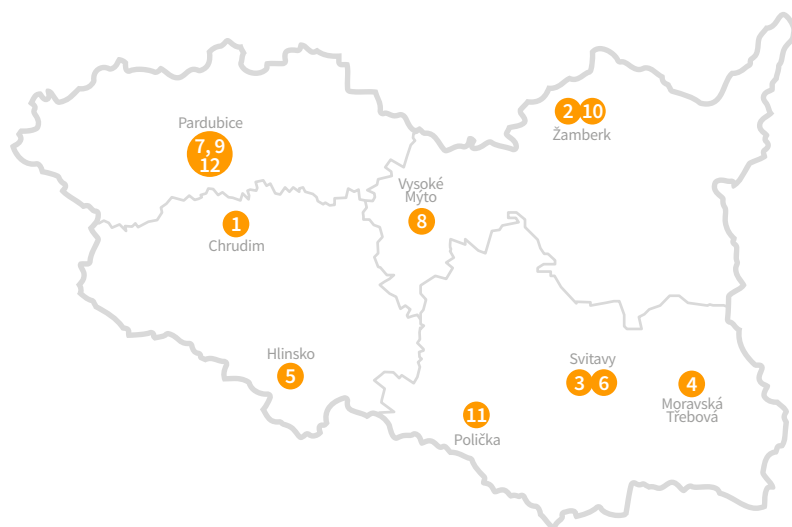 Pardubice
7, 9
12
2 10
Žamberk
Vysoké
Mýto
8
1
Chrudim
Hlinsko
5
Svitavy
3 6
4
Moravská
Třebová
11
Polička